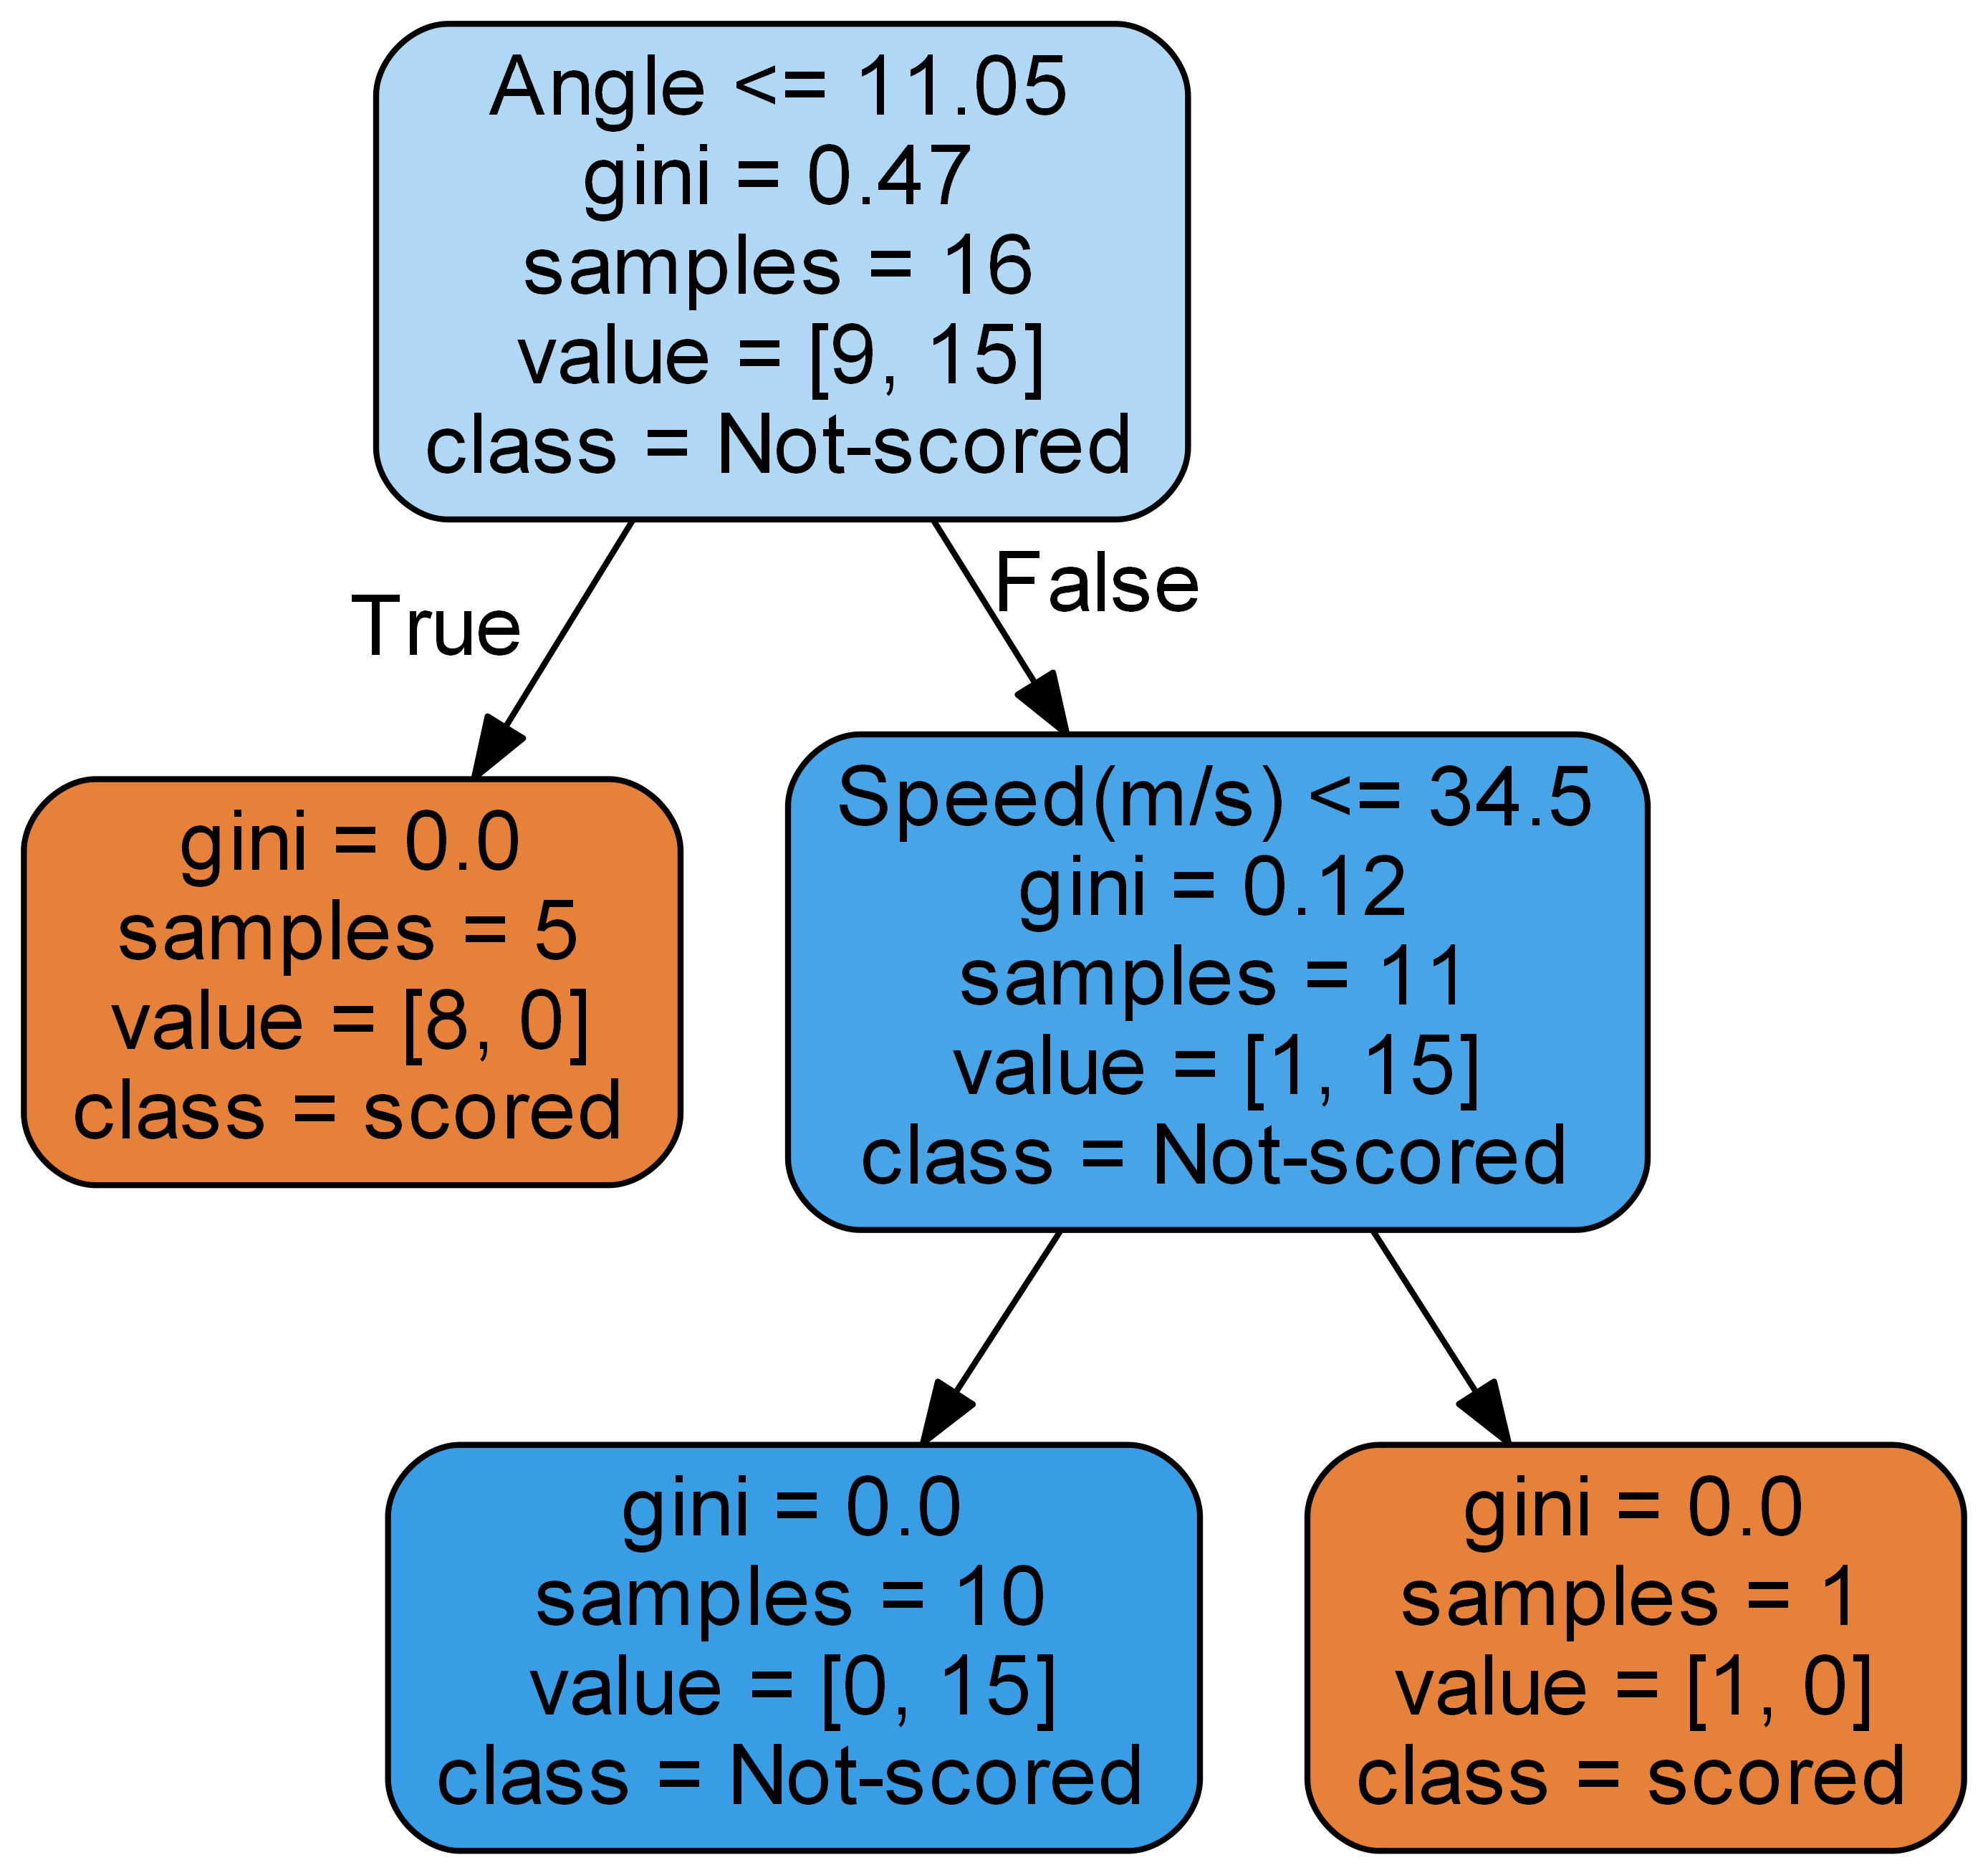 Angle <= 11.05
gini = 0.47
samples = 16
value = [9, 15]
class = Not-scored
True
False
gini = 0.0
samples = 5
value = [8, 0]
class = scored
Speed(m/s) <= 34.5
gini = 0.12
samples = 11
value = [1, 15]
class = Not-scored
gini = 0.0
samples = 10
value = [0, 15]
class = Not-scored
gini = 0.0
samples = 1
value = [1, 0]
class = scored